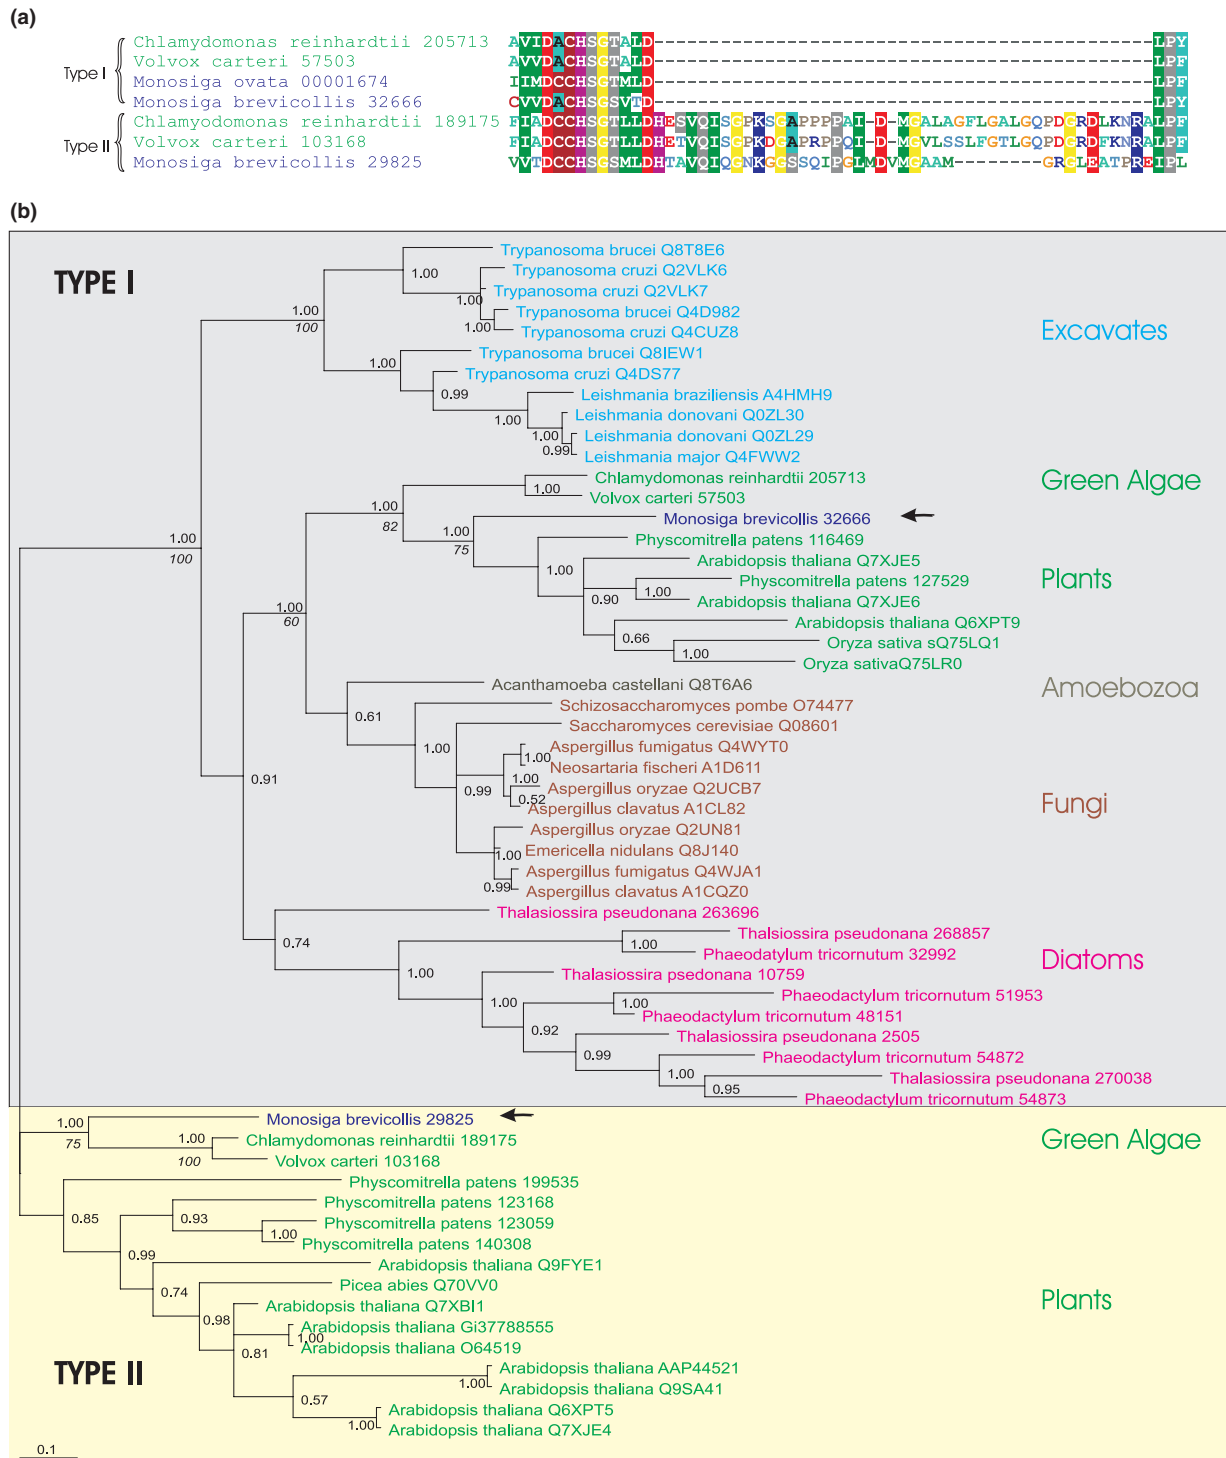 (a)
Type I
Chlamydomonas reinhardtii 205713 AVIDACHSGTALD---------------------------------------------LPY
Volvox carteri 57503 AVVDACHSGTALD---------------------------------------------LPF
Monosiga ovata 00001674 IIMDCCHSGTMLD---------------------------------------------LPF
Monosiga brevicollis 32666 CVVDACHSGSVTD---------------------------------------------LPY
Type II
Chlamyodomonas reinhardtii 189175 FIADCCHSGTLLDHESVQISGPKSGAPPPPAI-D-MGALAGFLGALGQPDGRDLKNRALPF
Volvox carteri 103168 FIADCCHSGTLLDHETVQISGPKDGAPRPPQI-D-MGVLSSLFGTLGQPDGRDFKNRALPF
Monosiga brevicollis 29825 VVTDCCHSGSMLDHTAVQIQGNKGGSSQIPGLMDVMGAAM--------GRGLEATPREIPL
(b)
TYPE I
Trypanosoma brucei Q8T8E6
1.00
Trypanosoma cruzi Q2VLK6
Trypanosoma cruzi Q2VLK7
1.00
Trypanosoma brucei Q4D982
1.00
Trypanosoma cruzi Q4CUZ8
1.00
100
Excavates
Trypanosoma brucei Q8IEW1
Trypanosoma cruzi Q4DS77
0.99
Leishmania braziliensis A4HMH9
1.00
Leishmania donovani Q0ZL30
1.00
Leishmania donovani Q0ZL29
0.99
Leishmania major Q4FWW2
Chlamydomonas reinhardtii 205713
1.00
Green Algae
Volvox carteri 57503
1.00
82
Monosiga brevicollis 32666
1.00
75
Physcomitrella patens 116469
1.00
100
Arabidopsis thaliana Q7XJE5
1.00
Physcomitrella patens 127529
Plants
0.90
1.00
Arabidopsis thaliana Q7XJE6
1.00
60
Arabidopsis thaliana Q6XPT9
0.66
Oryza sativa sQ75LQ1
1.00
Oryza sativaQ75LR0
Acanthamoeba castellani Q8T6A6
Amoebozoa
0.61
Schizosaccharomyces pombe O74477
Saccharomyces cerevisiae Q08601
1.00
Aspergillus fumigatus Q4WYT0
1.00
Neosartaria fischeri A1D611
0.91
0.99
1.00
Aspergillus oryzae Q2UCB7
0.52
Aspergillus clavatus A1CL82
Fungi
Aspergillus oryzae Q2UN81
1.00
Emericella nidulans Q8J140
Aspergillus fumigatus Q4WJA1
0.99
Aspergillus clavatus A1CQZ0
Thalasiossira pseudonana 263696
0.74
Thalsiossira pseudonana 268857
1.00
Phaeodatylum tricornutum 32992
Diatoms
1.00
Thalasiossira psedonana 10759
Phaeodactylum tricornutum 51953
1.00
1.00
Phaeodactylum tricornutum 48151
0.92
Thalasiossira pseudonana 2505
0.99
Phaeodactylum tricornutum 54872
1.00
Thalasiossira pseudonana 270038
0.95
Phaeodactylum tricornutum 54873
Monosiga brevicollis 29825
1.00
75
Chlamydomonas reinhardtii 189175
1.00
100
Green Algae
Volvox carteri 103168
Physcomitrella patens 199535
0.85
Physcomitrella patens 123168
0.93
Physcomitrella patens 123059
1.00
Physcomitrella patens 140308
0.99
Arabidopsis thaliana Q9FYE1
0.74
Picea abies Q70VV0
Plants
Arabidopsis thaliana Q7XBI1
0.98
Arabidopsis thaliana Gi37788555
1.00
Arabidopsis thaliana O64519
0.81
TYPE II
Arabidopsis thaliana AAP44521
1.00
Arabidopsis thaliana Q9SA41
0.57
Arabidopsis thaliana Q6XPT5
1.00
Arabidopsis thaliana Q7XJE4
0.1